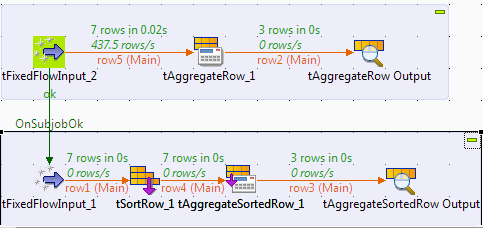 7 rows in 0.02s
437.5 rows/s
row5 (Main)
3 rows in 0s
0 rows/s
row2 (Main)
tFixedFlowInput_2
tAggregateRow_1
tAggregateRow Output
ok
OnSubjobOk
7 rows in 0s
0 rows/s
row1 (Main)
7 rows in 0s
0 rows/s
row4 (Main)
3 rows in 0s
0 rows/s
row3 (Main)
tFixedFlowInput_1
tSortRow_1
tAggregateSortedRow_1
tAggregateSortedRow Output